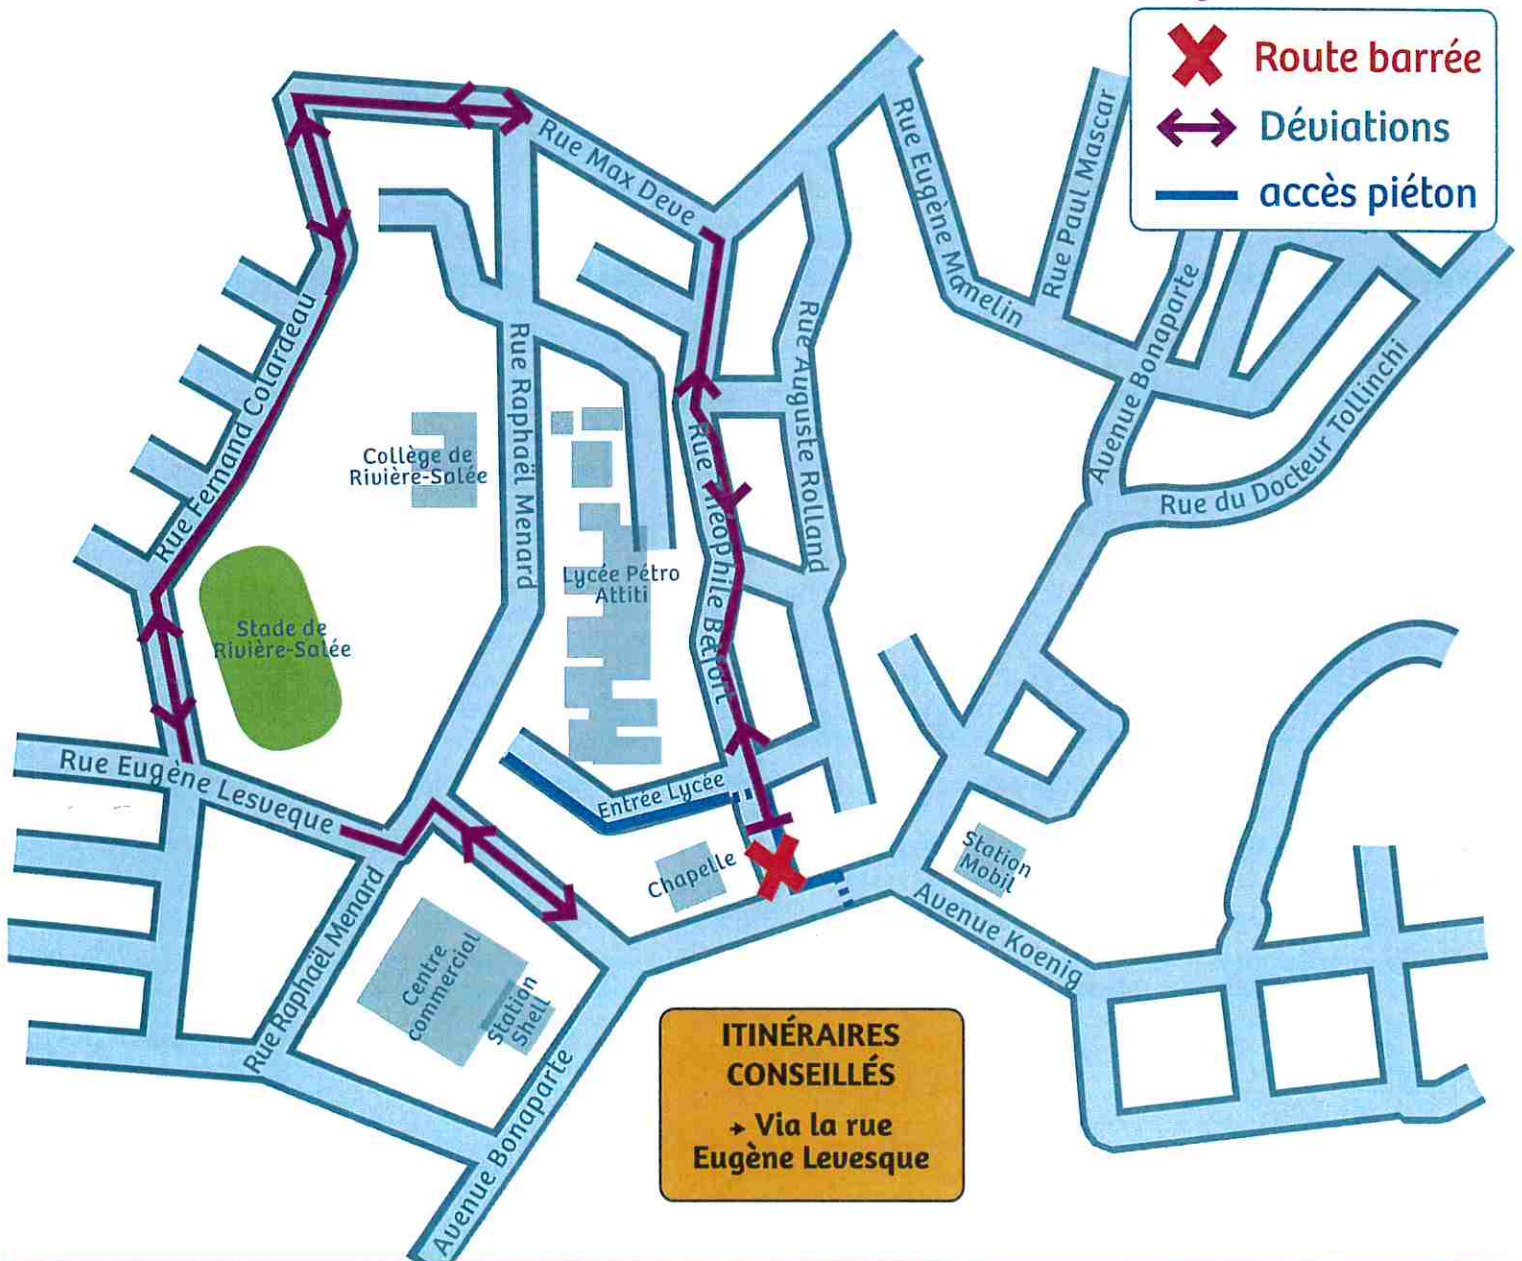 Route barrée
Déviations
accès piéton
Rue Max Deve
Rue Eugène Mamelin
Rue Paul Mascar
Avenue Bonaparte
Rue du Docteur Tollinchi
Rue Fernand Colardeau
Rue Raphaël Menard
Rue Auguste Rolland
Rue Theophile Befort
Collège de
Rivière-Salée
Lycée Pétro
Attiti
Stade de
Rivière-Salée
Rue Eugène Lesveque
Entrée Lycée
Chapelle
Station
Mobil
Avenue Koenig
Rue Raphaël Menard
Centre
commercial
Station
Shell
Avenue Bonaparte
ITINÉRAIRES
CONSEILLÉS
→ Via la rue
Eugène Levesque